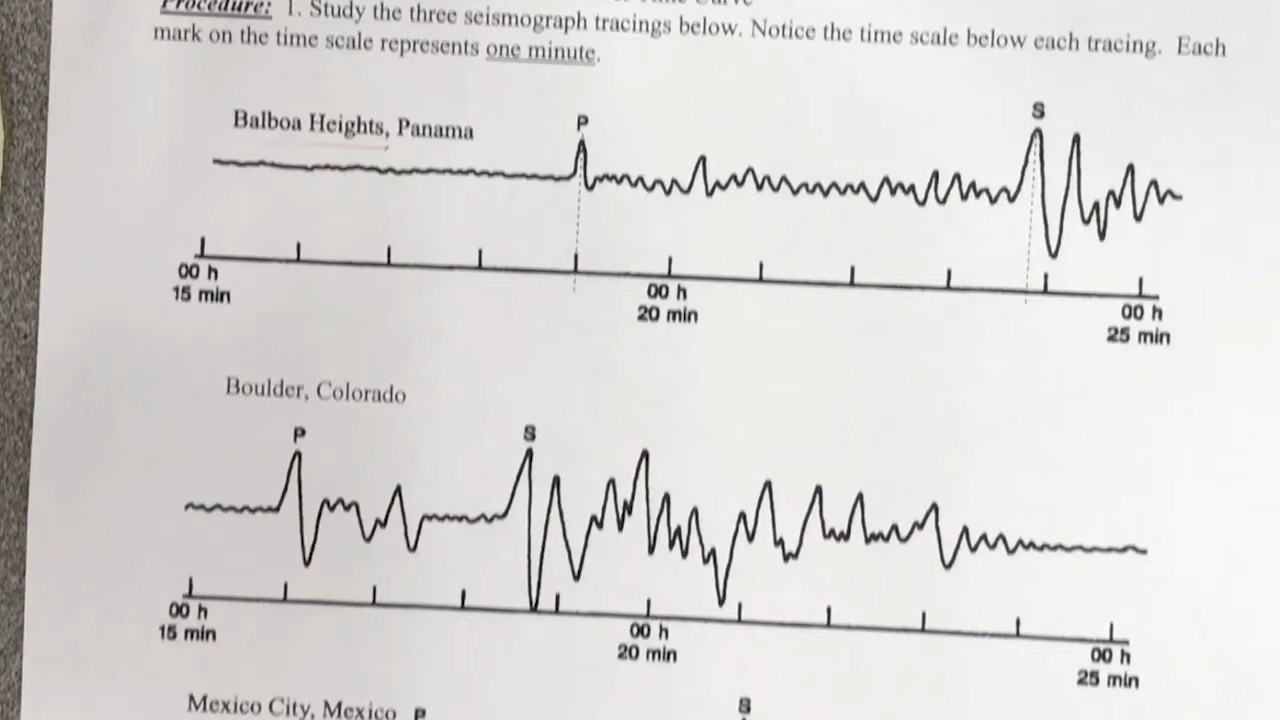 Procedure: 1. Study the three seismograph tracings below. Notice the time scale below each tracing. Each
mark on the time scale represents one minute.
Balboa Heights, Panama
P
S
00 h
15 min
00 h
20 min
00 h
25 min
Boulder, Colorado
P
S
00 h
15 min
00 h
20 min
00 h
25 min
Mexico City, Mexico
P
S